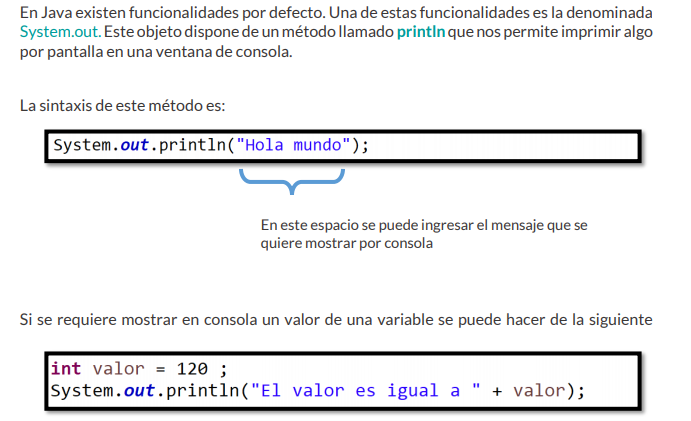 En Java existen funcionalidades por defecto. Una de estas funcionalidades es la denominada
System.out. Este objeto dispone de un método llamado println que nos permite imprimir algo
por pantalla en una ventana de consola.
La sintaxis de este método es:
System.out.println("Hola mundo");
En este espacio se puede ingresar el mensaje que se
quiere mostrar por consola
Si se requiere mostrar en consola un valor de una variable se puede hacer de la siguiente
int valor = 120 ;
System.out.println("El valor es igual a " + valor);